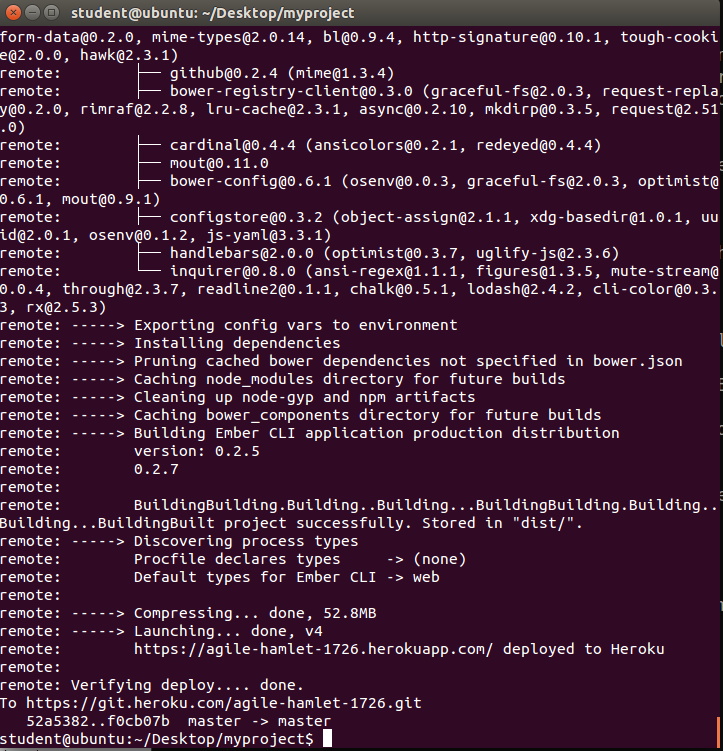 student@ubuntu: ~/Desktop/myproject
form-data@0.2.0, mime-types@2.0.14, bl@0.9.4, http-signature@0.10.1, tough-cooki
e@2.0.0, hawk@2.3.1)
remote:        ├── github@0.2.4 (mime@1.3.4)
remote:        ├── bower-registry-client@0.3.0 (graceful-fs@2.0.3, request-repla
y@0.2.0, rimraf@2.2.8, lru-cache@2.3.1, async@0.2.10, mkdirp@0.3.5, request@2.51
.0)
remote:        ├── cardinal@0.4.4 (ansicolors@0.2.1, redeyed@0.4.4)
remote:        ├── mout@0.11.0
remote:        ├── bower-config@0.6.1 (osenv@0.0.3, graceful-fs@2.0.3, optimist@
0.6.1, mout@0.9.1)
remote:        ├── configstore@0.3.2 (object-assign@2.1.1, xdg-basedir@1.0.1, uu
id@2.0.1, osenv@0.1.2, js-yaml@3.3.1)
remote:        ├── handlebars@2.0.0 (optimist@0.3.7, uglify-js@2.3.6)
remote:        └── inquirer@0.8.0 (ansi-regex@1.1.1, figures@1.3.5, mute-stream@
0.0.4, through@2.3.7, readline2@0.1.1, chalk@0.5.1, lodash@2.4.2, cli-color@0.3.
3, rx@2.5.3)
remote: -----> Exporting config vars to environment
remote: -----> Installing dependencies
remote: -----> Pruning cached bower dependencies not specified in bower.json
remote: -----> Caching node_modules directory for future builds
remote: -----> Cleaning up node-gyp and npm artifacts
remote: -----> Caching bower_components directory for future builds
remote: -----> Building Ember CLI application production distribution
remote:        version: 0.2.5
remote:        0.2.7
remote:
remote:        BuildingBuilding.Building..Building...BuildingBuilding.Building..
Building...BuildingBuilt project successfully. Stored in "dist/".
remote: -----> Discovering process types
remote:        Procfile declares types     -> (none)
remote:        Default types for Ember CLI -> web
remote:
remote: -----> Compressing... done, 52.8MB
remote: -----> Launching... done, v4
remote:        https://agile-hamlet-1726.herokuapp.com/ deployed to Heroku
remote:
remote: Verifying deploy.... done.
To https://git.heroku.com/agile-hamlet-1726.git
   52a5382..f0cb07b  master -> master
student@ubuntu:~/Desktop/myproject$